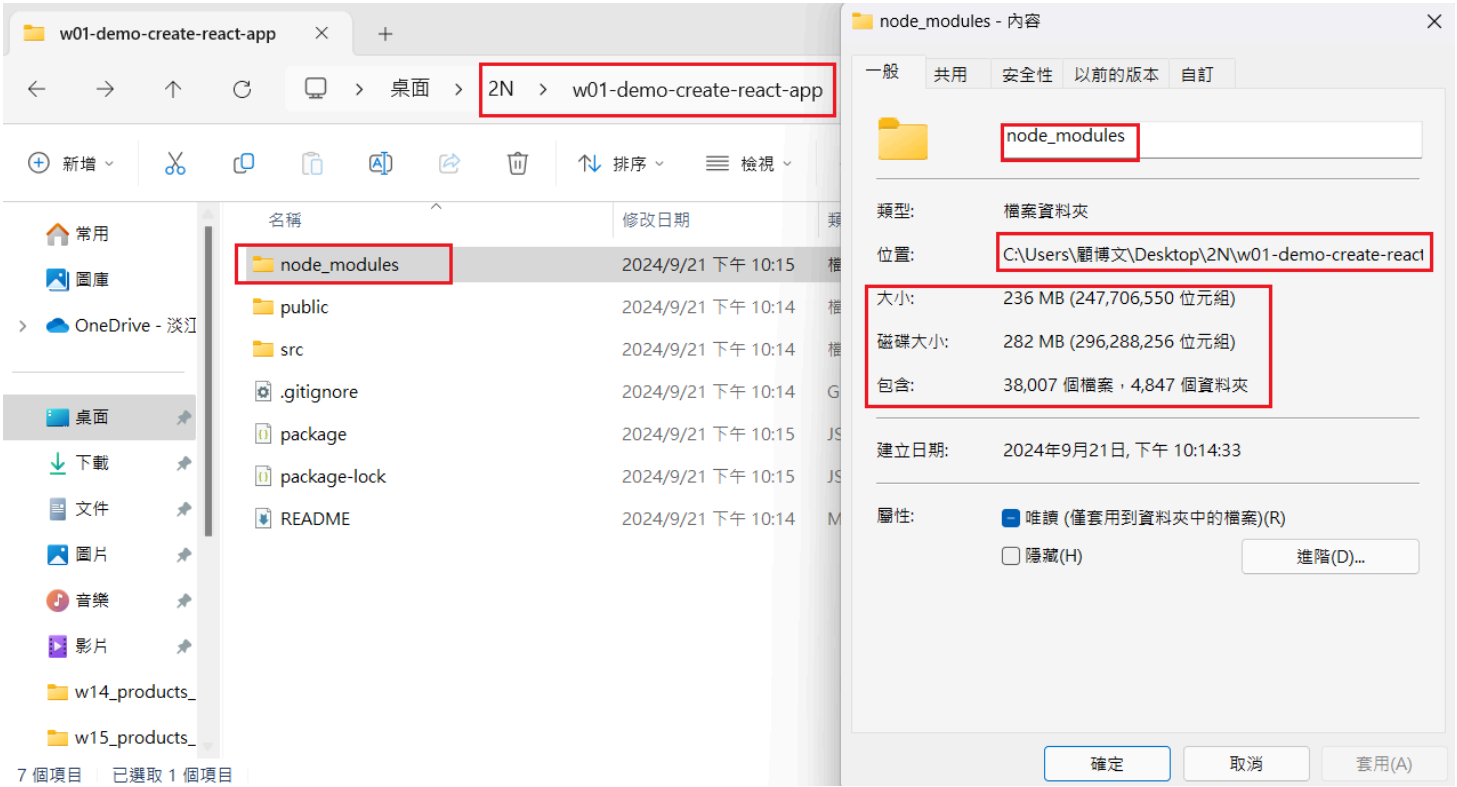 w01-demo-create-react-app
桌面 2N w01-demo-create-react-app
新增 排序 檢視
常用
圖庫
OneDrive - 淡江
桌面
下載
文件
圖片
音樂
影片
w14_products_
w15_products_
名稱 修改日期 類
node_modules 2024/9/21 下午 10:15 檔
public 2024/9/21 下午 10:14 檔
src 2024/9/21 下午 10:14 檔
.gitignore 2024/9/21 下午 10:14 G
package 2024/9/21 下午 10:15 JS
package-lock 2024/9/21 下午 10:15 JS
README 2024/9/21 下午 10:14 M
7 個項目 已選取 1 個項目
node_modules - 內容
一般 共用 安全性 以前的版本 自訂
node_modules
類型: 檔案資料夾
位置: C:\Users\顧博文\Desktop\2N\w01-demo-create-react
大小: 236 MB (247,706,550 位元組)
磁碟大小: 282 MB (296,288,256 位元組)
包含: 38,007 個檔案，4,847 個資料夾
建立日期: 2024年9月21日, 下午 10:14:33
屬性: 唯讀 (僅套用到資料夾中的檔案)(R)
隱藏(H) 進階(D)...
確定 取消 套用(A)